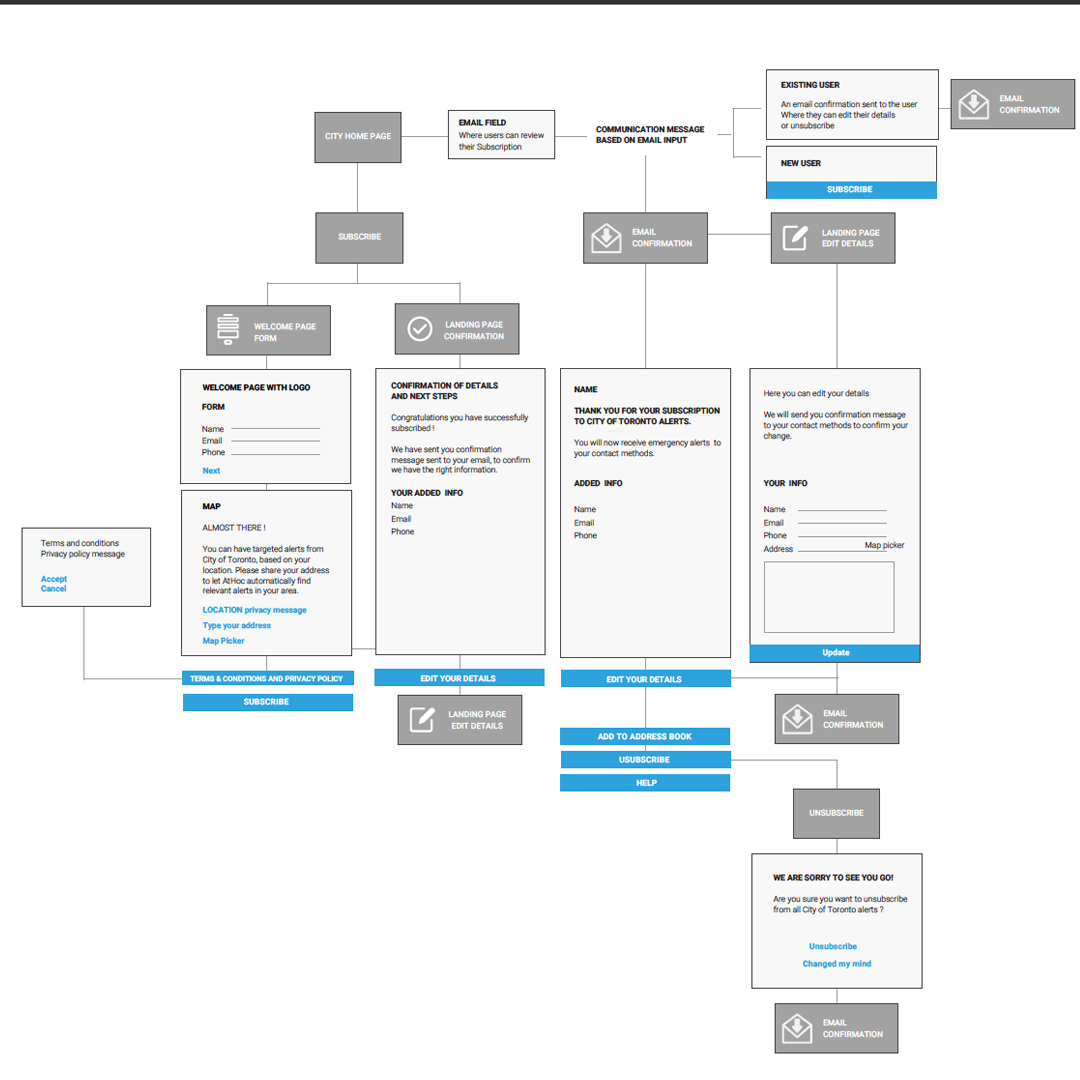 EXISTING USER
An email confirmation sent to the user
Where they can edit their details
or unsubscribe
EMAIL
CONFIRMATION
CITY HOME PAGE
EMAIL FIELD
Where users can review
their Subscription
COMMUNICATION MESSAGE
BASED ON EMAIL INPUT
NEW USER
SUBSCRIBE
SUBSCRIBE
EMAIL
CONFIRMATION
LANDING PAGE
EDIT DETAILS
WELCOME PAGE
FORM
LANDING PAGE
CONFIRMATION
WELCOME PAGE WITH LOGO
FORM
Name
Email
Phone
Next
MAP
ALMOST THERE !
You can have targeted alerts from
City of Toronto, based on your
location. Please share your address
to let AtHoc automatically find
relevant alerts in your area.
LOCATION privacy message
Type your address
Map Picker
Terms and conditions
Privacy policy message
Accept
Cancel
TERMS & CONDITIONS AND PRIVACY POLICY
SUBSCRIBE
CONFIRMATION OF DETAILS
AND NEXT STEPS
Congratulations you have successfully
subscribed !
We have sent you confirmation
message sent to your email, to confirm
we have the right information.
YOUR ADDED INFO
Name
Email
Phone
EDIT YOUR DETAILS
LANDING PAGE
EDIT DETAILS
NAME
THANK YOU FOR YOUR SUBSCRIPTION
TO CITY OF TORONTO ALERTS.
You will now receive emergency alerts to
your contact methods.
ADDED INFO
Name
Email
Phone
EDIT YOUR DETAILS
ADD TO ADDRESS BOOK
USUBSCRIBE
HELP
Here you can edit your details
We will send you confirmation message
to your contact methods to confirm your
change.
YOUR INFO
Name
Email
Phone
Address
Map picker
Update
EMAIL
CONFIRMATION
UNSUBSCRIBE
WE ARE SORRY TO SEE YOU GO!
Are you sure you want to unsubscribe
from all City of Toronto alerts ?
Unsubscribe
Changed my mind
EMAIL
CONFIRMATION